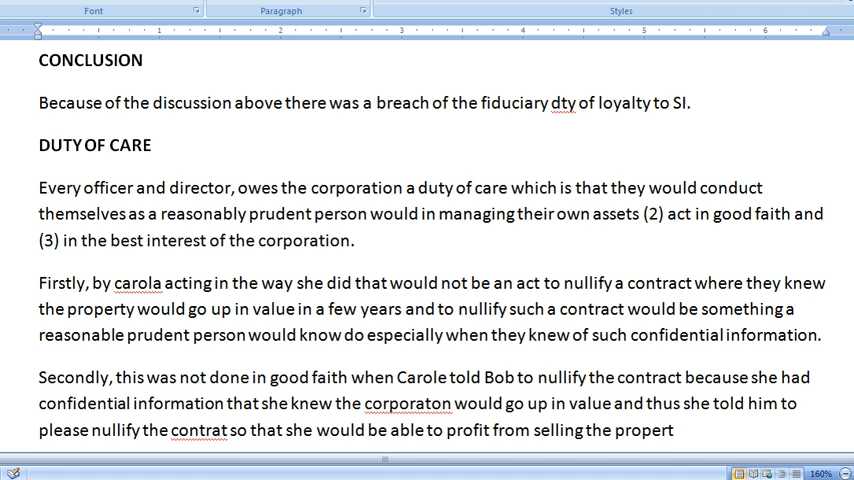 Font Paragraph Styles
1 2 3 4 5 6
CONCLUSION
Because of the discussion above there was a breach of the fiduciary dty of loyalty to SI.
DUTY OF CARE
Every officer and director, owes the corporation a duty of care which is that they would conduct
themselves as a reasonably prudent person would in managing their own assets (2) act in good faith and
(3) in the best interest of the corporation.
Firstly, by carola acting in the way she did that would not be an act to nullify a contract where they knew
the property would go up in value in a few years and to nullify such a contract would be something a
reasonable prudent person would know do especially when they knew of such confidential information.
Secondly, this was not done in good faith when Carole told Bob to nullify the contract because she had
confidential information that she knew the corporaton would go up in value and thus she told him to
please nullify the contrat so that she would be able to profit from selling the propert
160%